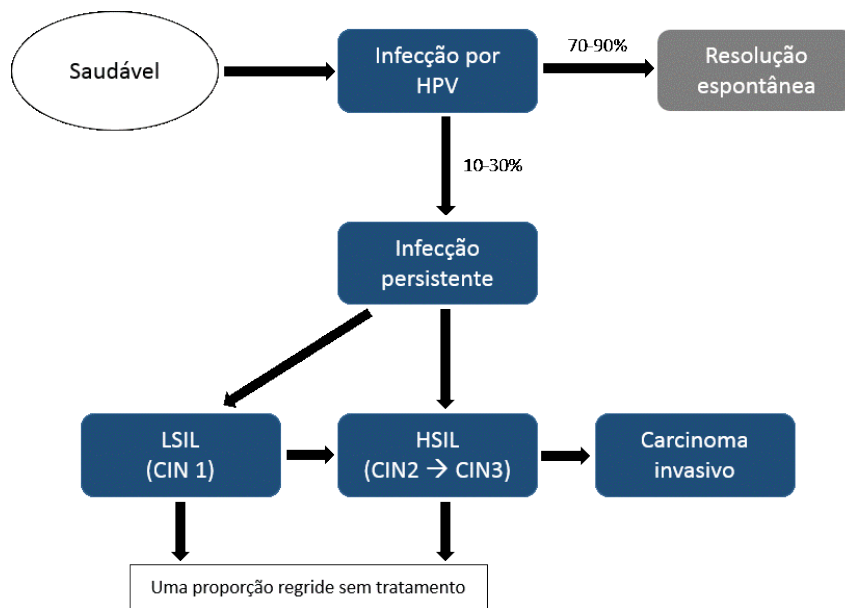 Saudável
Infecção por
HPV
70-90%
Resolução
espontânea
10-30%
Infecção
persistente
LSIL
(CIN 1)
HSIL
(CIN2 → CIN3)
Carcinoma
invasivo
Uma proporção regride sem tratamento